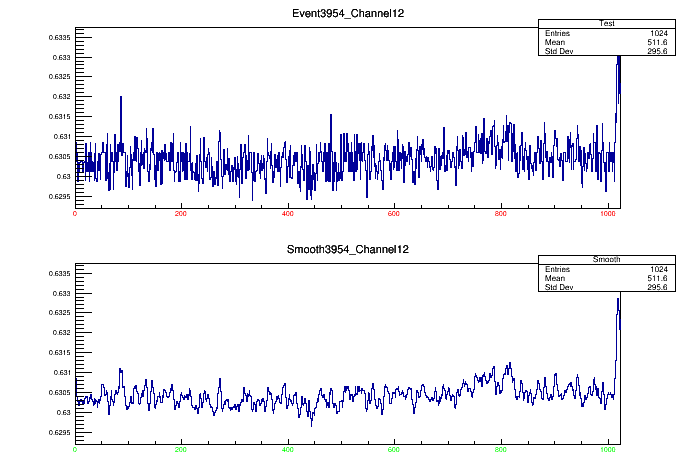 Event3954_Channel12
Test
Entries 1024
Mean 511.6
Std Dev 295.6
0.6335
0.633
0.6325
0.632
0.6315
0.631
0.6305
0.63
0.6295
0 200 400 600 800 1000
Smooth3954_Channel12
Smooth
Entries 1024
Mean 511.6
Std Dev 295.6
0.6335
0.633
0.6325
0.632
0.6315
0.631
0.6305
0.63
0.6295
0 200 400 600 800 1000